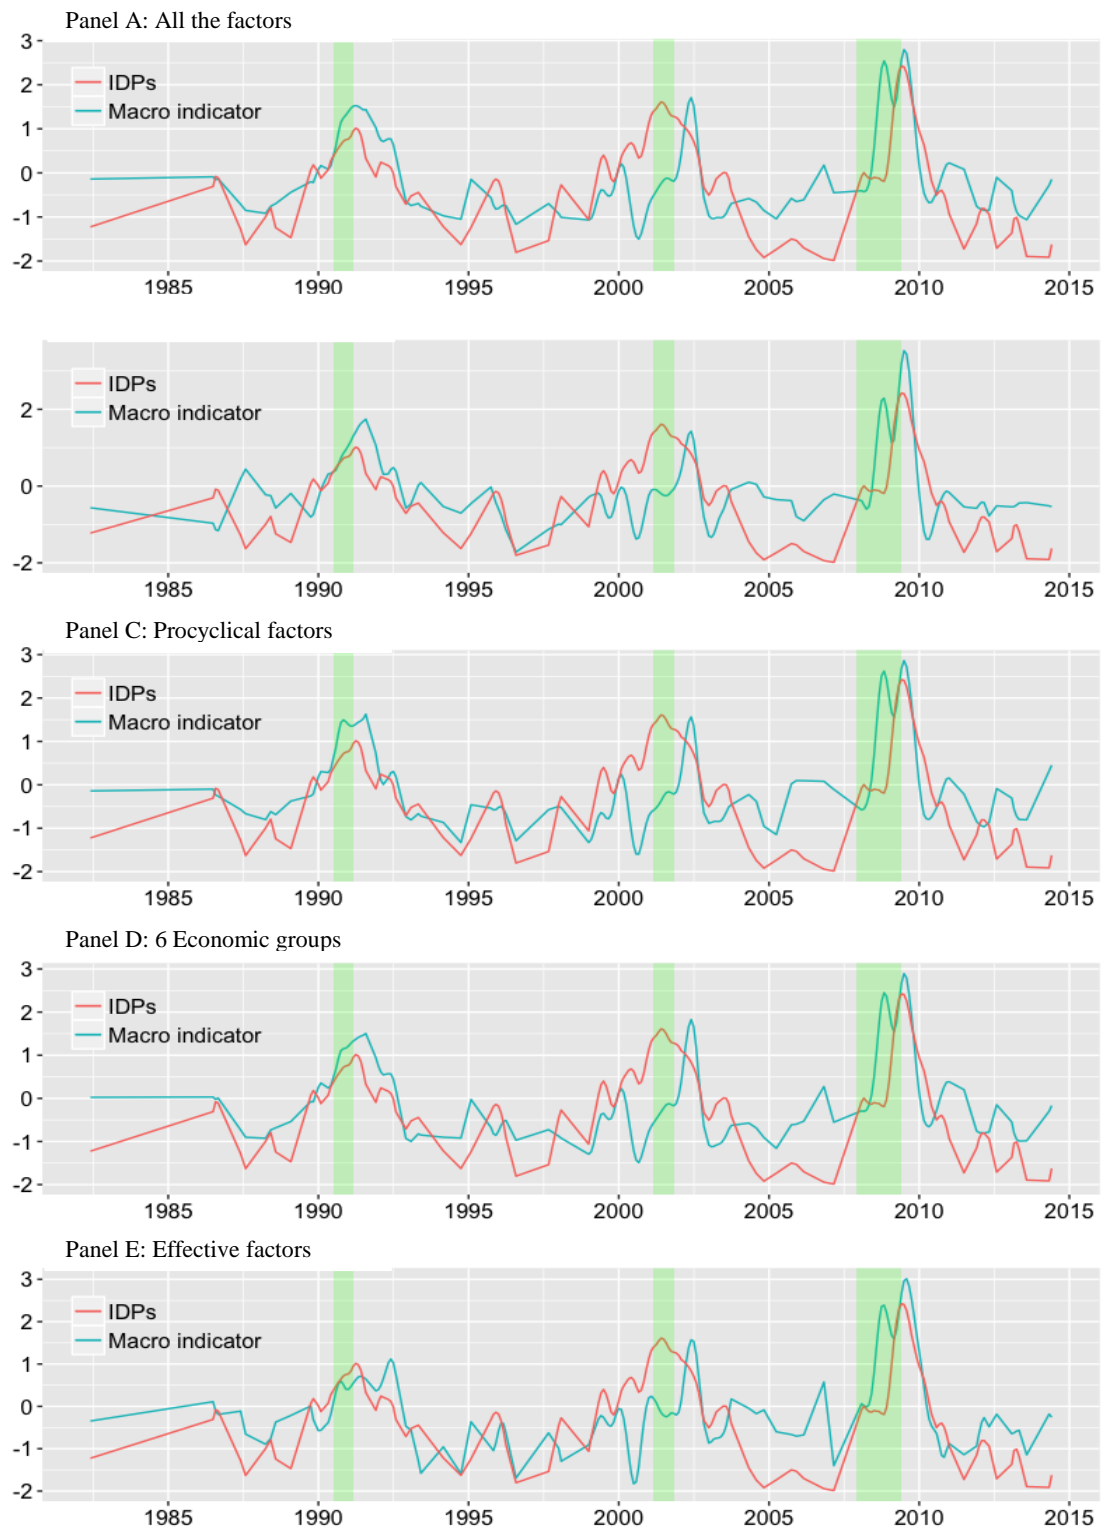 Panel A: All the factors
3
2
1
0
-1
-2
IDPs
Macro indicator
1985 1990 1995 2000 2005 2010 2015
2
0
-2
IDPs
Macro indicator
1985 1990 1995 2000 2005 2010 2015
Panel C: Procyclical factors
3
2
1
0
-1
-2
IDPs
Macro indicator
1985 1990 1995 2000 2005 2010 2015
Panel D: 6 Economic groups
3
2
1
0
-1
-2
IDPs
Macro indicator
1985 1990 1995 2000 2005 2010 2015
Panel E: Effective factors
3
2
1
0
-1
-2
IDPs
Macro indicator
1985 1990 1995 2000 2005 2010 2015